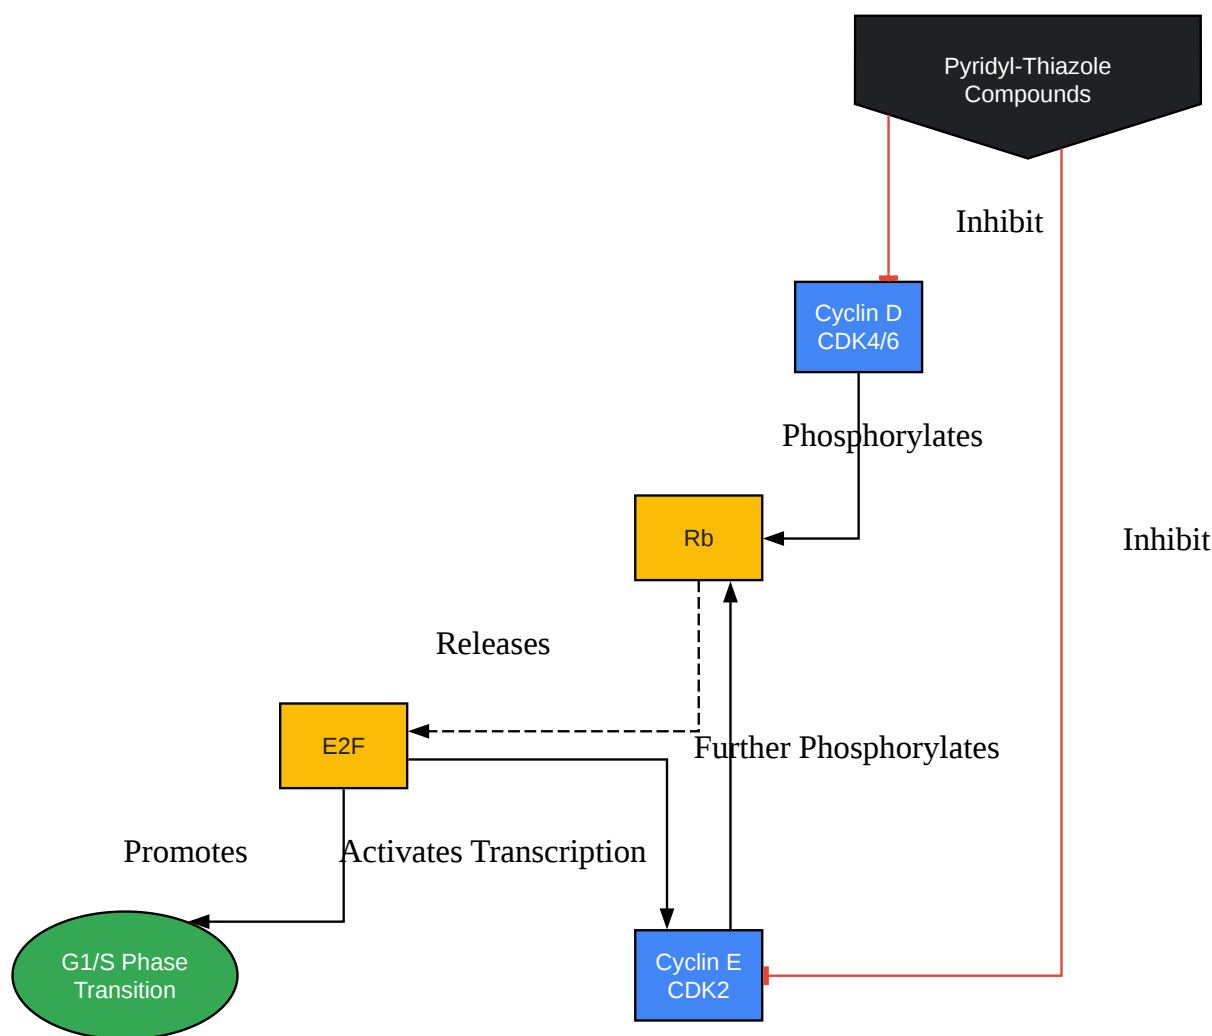 Pyridyl-Thiazole
Compounds
Inhibit
Cyclin D
CDK4/6
Phosphorylates
Rb
Inhibit
Releases
E2F
Further Phosphorylates
Promotes
Activates Transcription
G1/S Phase
Transition
Cyclin E
CDK2